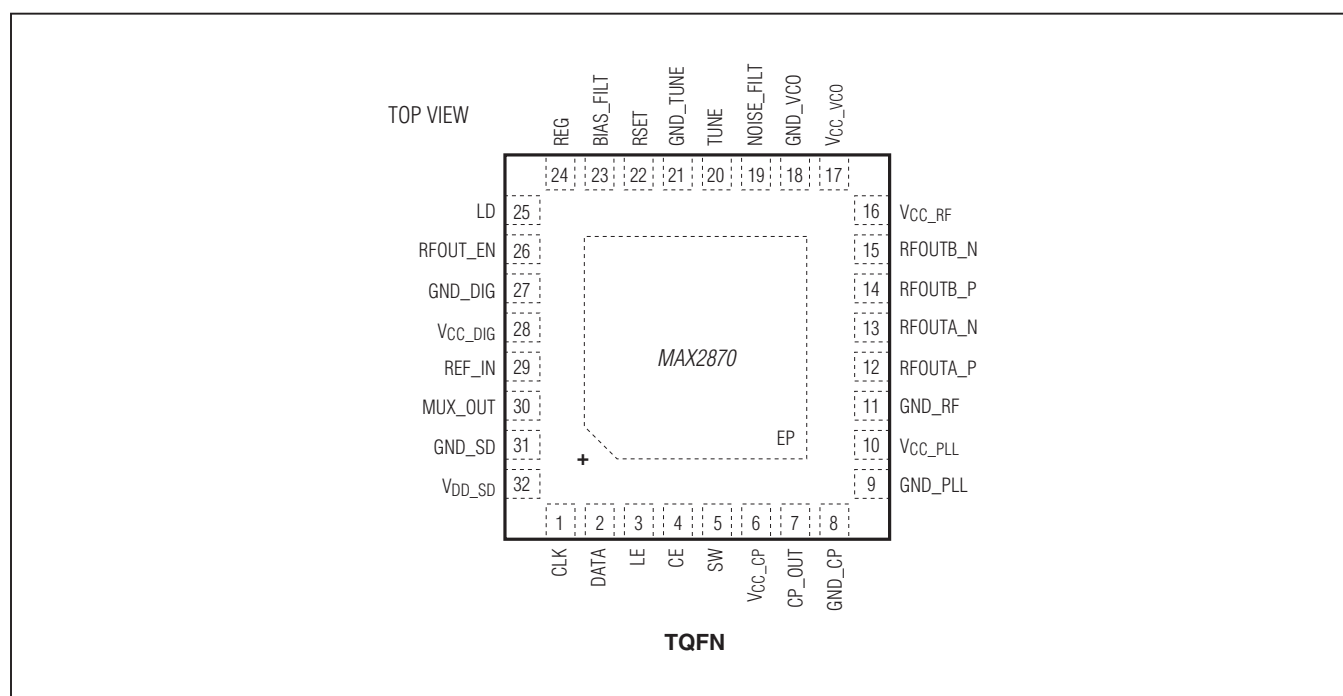 TOP VIEW
REG
BIAS_FILT
RSET
GND_TUNE
TUNE
NOISE_FILT
GND_VCO
VCC_VCO
24 23 22 21 20 19 18 17
LD 25
RFOUT_EN 26
GND_DIG 27
VCC_DIG 28
REF_IN 29
MUX_OUT 30
GND_SD 31
VDD_SD 32
16 VCC_RF
15 RFOUTB_N
14 RFOUTB_P
13 RFOUTA_N
12 RFOUTA_P
11 GND_RF
10 VCC_PLL
9 GND_PLL
MAX2870
EP
+
1 2 3 4 5 6 7 8
CLK
DATA
LE
CE
SW
VCC_CP
CP_OUT
GND_CP
TQFN